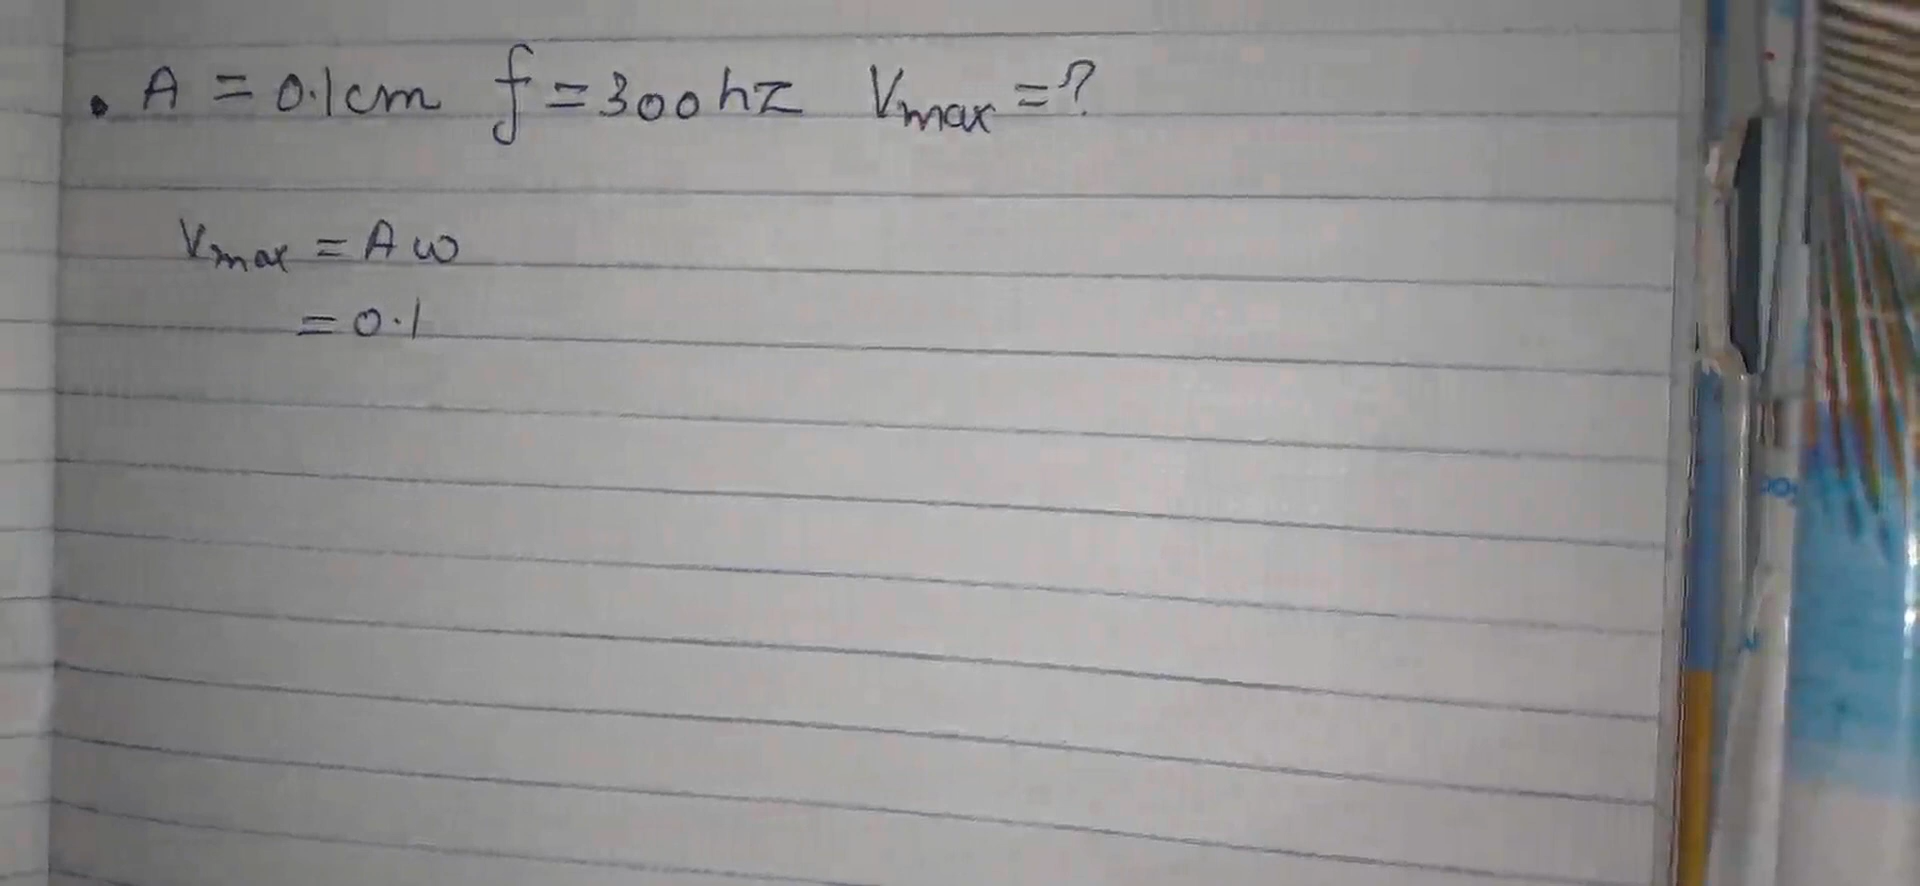 . A = 0.1cm f = 300hz Vmax = ?
Vmax = Aω
= 0.1